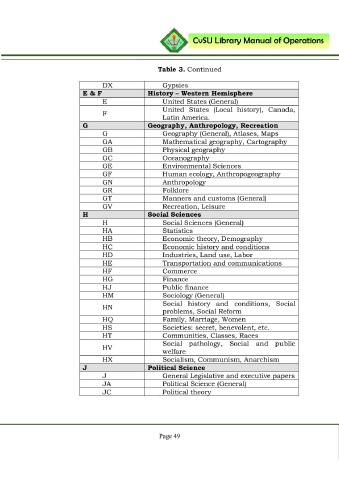 CvSU Library Manual of Operations
Table 3. Continued
DX Gypsies
E & F History – Western Hemisphere
E United States (General)
F United States (Local history), Canada,
Latin America.
G Geography, Anthropology, Recreation
G Geography (General), Atlases, Maps
GA Mathematical geography, Cartography
GB Physical geography
GC Oceanography
GE Environmental Sciences
GF Human ecology, Anthropogeography
GN Anthropology
GR Folklore
GT Manners and customs (General)
GV Recreation, Leisure
H Social Sciences
H Social Sciences (General)
HA Statistics
HB Economic theory, Demography
HC Economic history and conditions
HD Industries, Land use, Labor
HE Transportation and communications
HF Commerce
HG Finance
HJ Public finance
HM Sociology (General)
HN Social history and conditions, Social
problems, Social Reform
HQ Family, Marriage, Women
HS Societies: secret, benevolent, etc.
HT Communities, Classes, Races
HV Social pathology, Social and public
welfare
HX Socialism, Communism, Anarchism
J Political Science
J General Legislative and executive papers
JA Political Science (General)
JC Political theory
Page 49